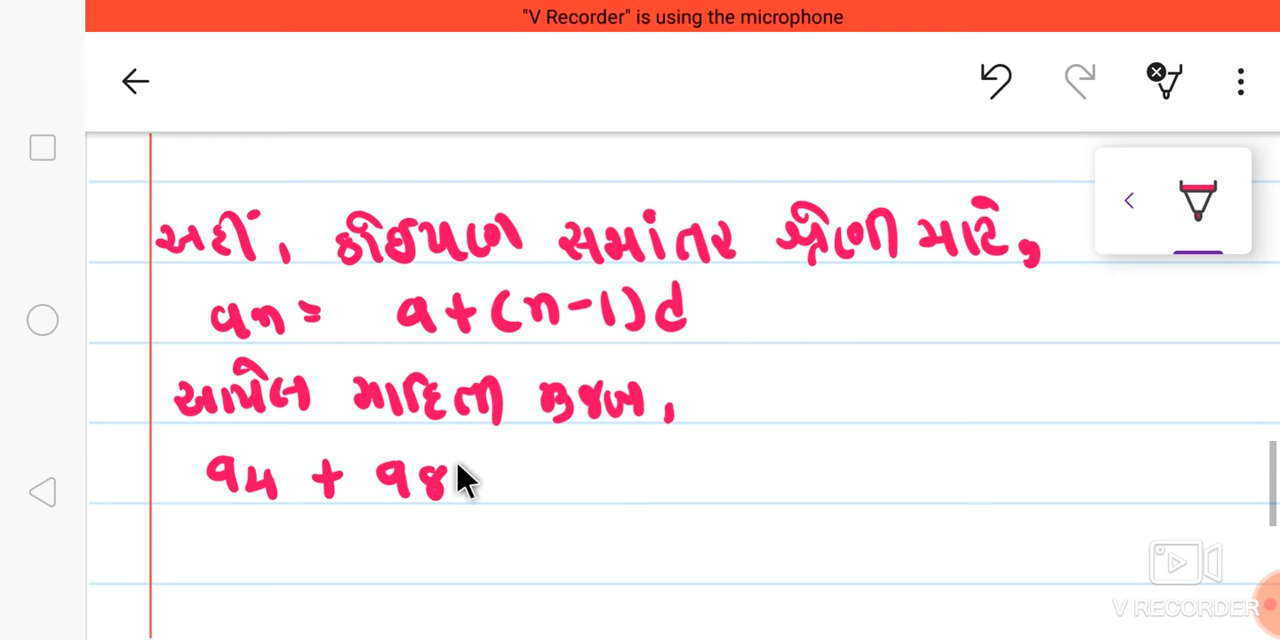 "V Recorder" is using the microphone
અહીં, કોઈપણ સમાંતર શ્રેણી માટે,
an = a+(n-1)d
આપેલ માહિતી મુજબ,
a4 + a8
V RECORDER